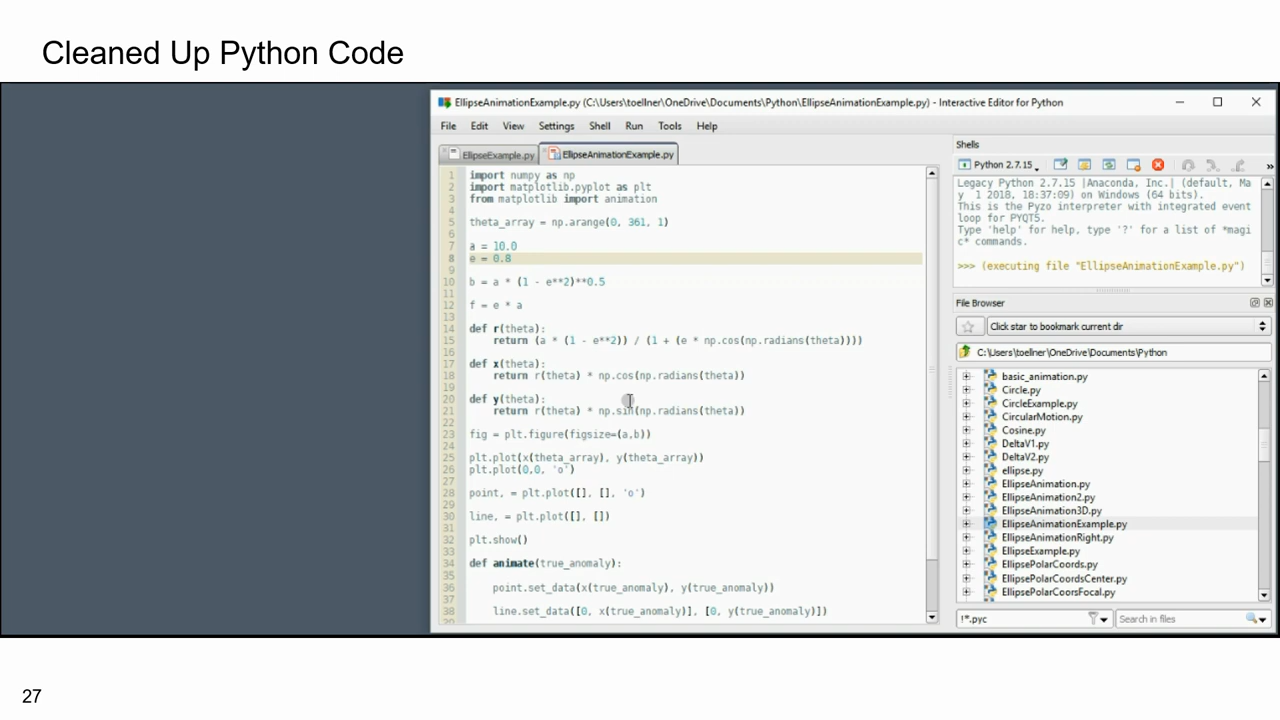 Cleaned Up Python Code
EllipseAnimationExample.py (C:\Users\toellner\OneDrive\Documents\Python\EllipseAnimationExample.py) - Interactive Editor for Python
File Edit View Settings Shell Run Tools Help
EllipseExample.py EllipseAnimationExample.py
1 import numpy as np
2 import matplotlib.pyplot as plt
3 from matplotlib import animation
4
5 theta_array = np.arange(0, 361, 1)
6
7 a = 10.0
8 e = 0.8
9
10 b = a * (1 - e**2)**0.5
11
12 f = e * a
13
14 def r(theta):
15 return (a * (1 - e**2)) / (1 + (e * np.cos(np.radians(theta))))
16
17 def x(theta):
18 return r(theta) * np.cos(np.radians(theta))
19
20 def y(theta):
21 return r(theta) * np.sin(np.radians(theta))
22
23 fig = plt.figure(figsize=(a,b))
24
25 plt.plot(x(theta_array), y(theta_array))
26 plt.plot(0,0, 'o')
27
28 point, = plt.plot([], [], 'o')
29
30 line, = plt.plot([], [])
31
32 plt.show()
33
34 def animate(true_anomaly):
35
36 point.set_data(x(true_anomaly), y(true_anomaly))
37
38 line.set_data([0, x(true_anomaly)], [0, y(true_anomaly)])
Shells
Python 2.7.15
Legacy Python 2.7.15 |Anaconda, Inc.| (default, Ma
y 1 2018, 18:37:09) on Windows (64 bits).
This is the Pyzo interpreter with integrated event
loop for PYQT5.
Type 'help' for help, type '?' for a list of *magi
c* commands.
>>> (executing file "EllipseAnimationExample.py")
File Browser
Click star to bookmark current dir
C:\Users\toellner\OneDrive\Documents\Python
basic_animation.py
Circle.py
CircleExample.py
CircularMotion.py
Cosine.py
DeltaV1.py
DeltaV2.py
ellipse.py
EllipseAnimation.py
EllipseAnimation2.py
EllipseAnimation3D.py
EllipseAnimationExample.py
EllipseAnimationRight.py
EllipseExample.py
EllipsePolarCoords.py
EllipsePolarCoordsCenter.py
EllipsePolarCoorsFocal.py
!*.pyc
Search in files
27